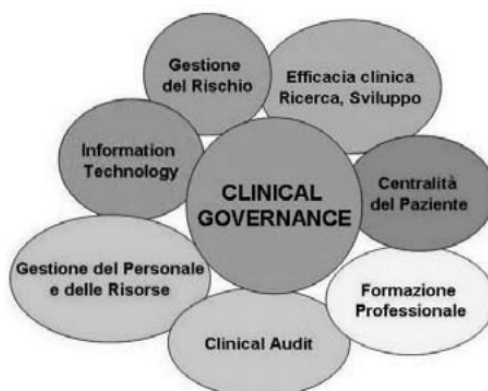 Gestione
del Rischio
Efficacia clinica
Ricerca, Sviluppo
Information
Technology
CLINICAL
GOVERNANCE
Centralità
del Paziente
Gestione del Personale
e delle Risorse
Formazione
Professionale
Clinical Audit